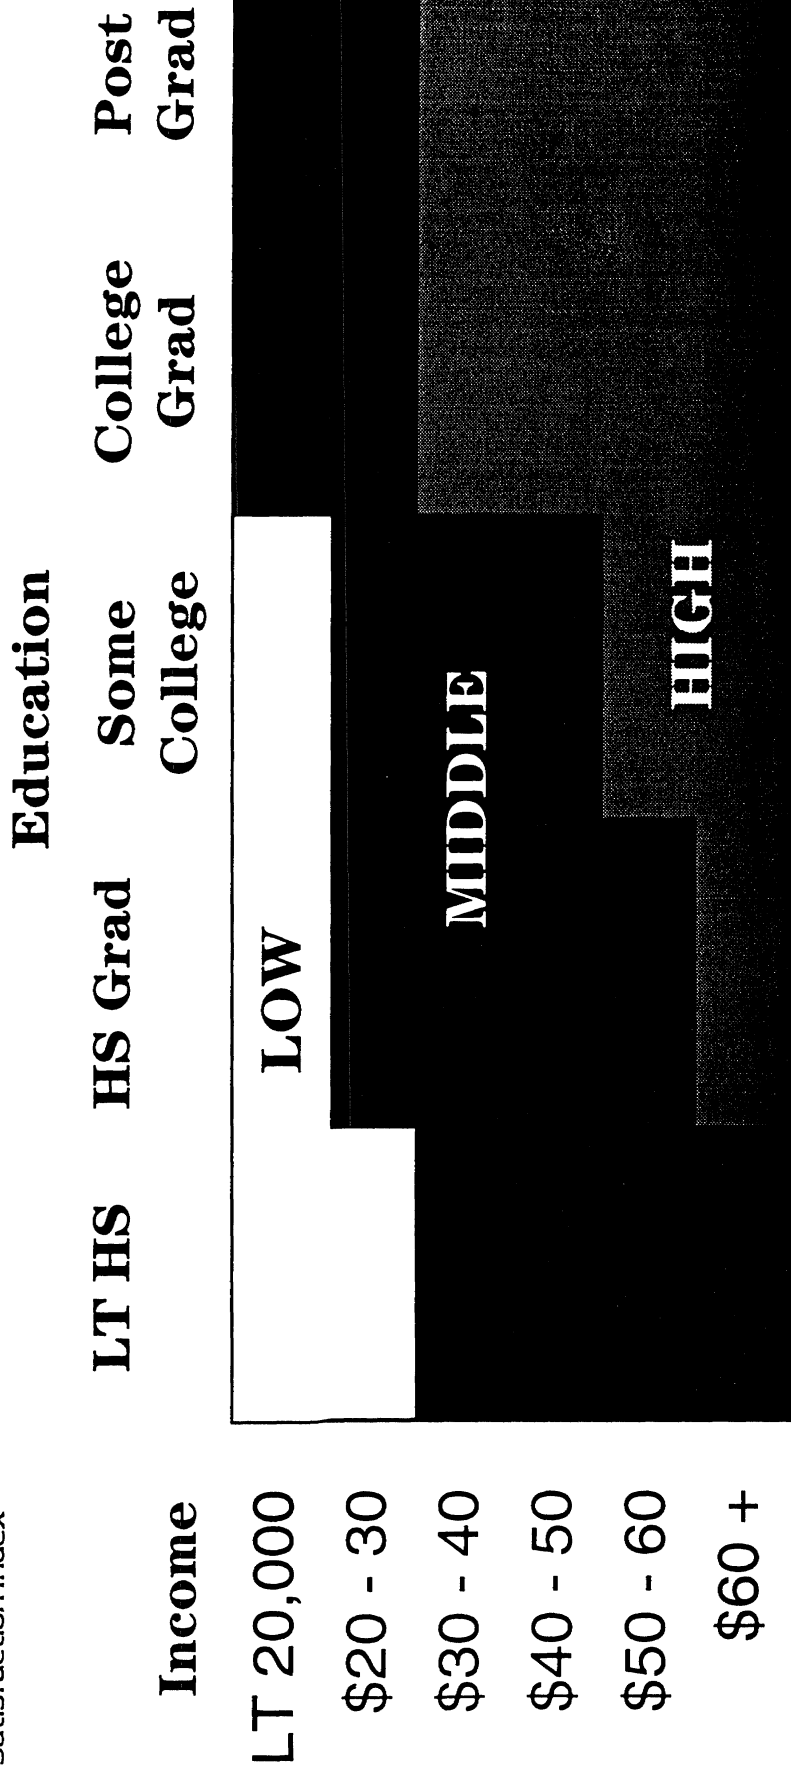 Education
LT HS HS Grad Some College College Grad Post Grad
Income
LT 20,000
$20 - 30
$30 - 40
$40 - 50
$50 - 60
$60 +
LOW
MIDDLE
HIGH